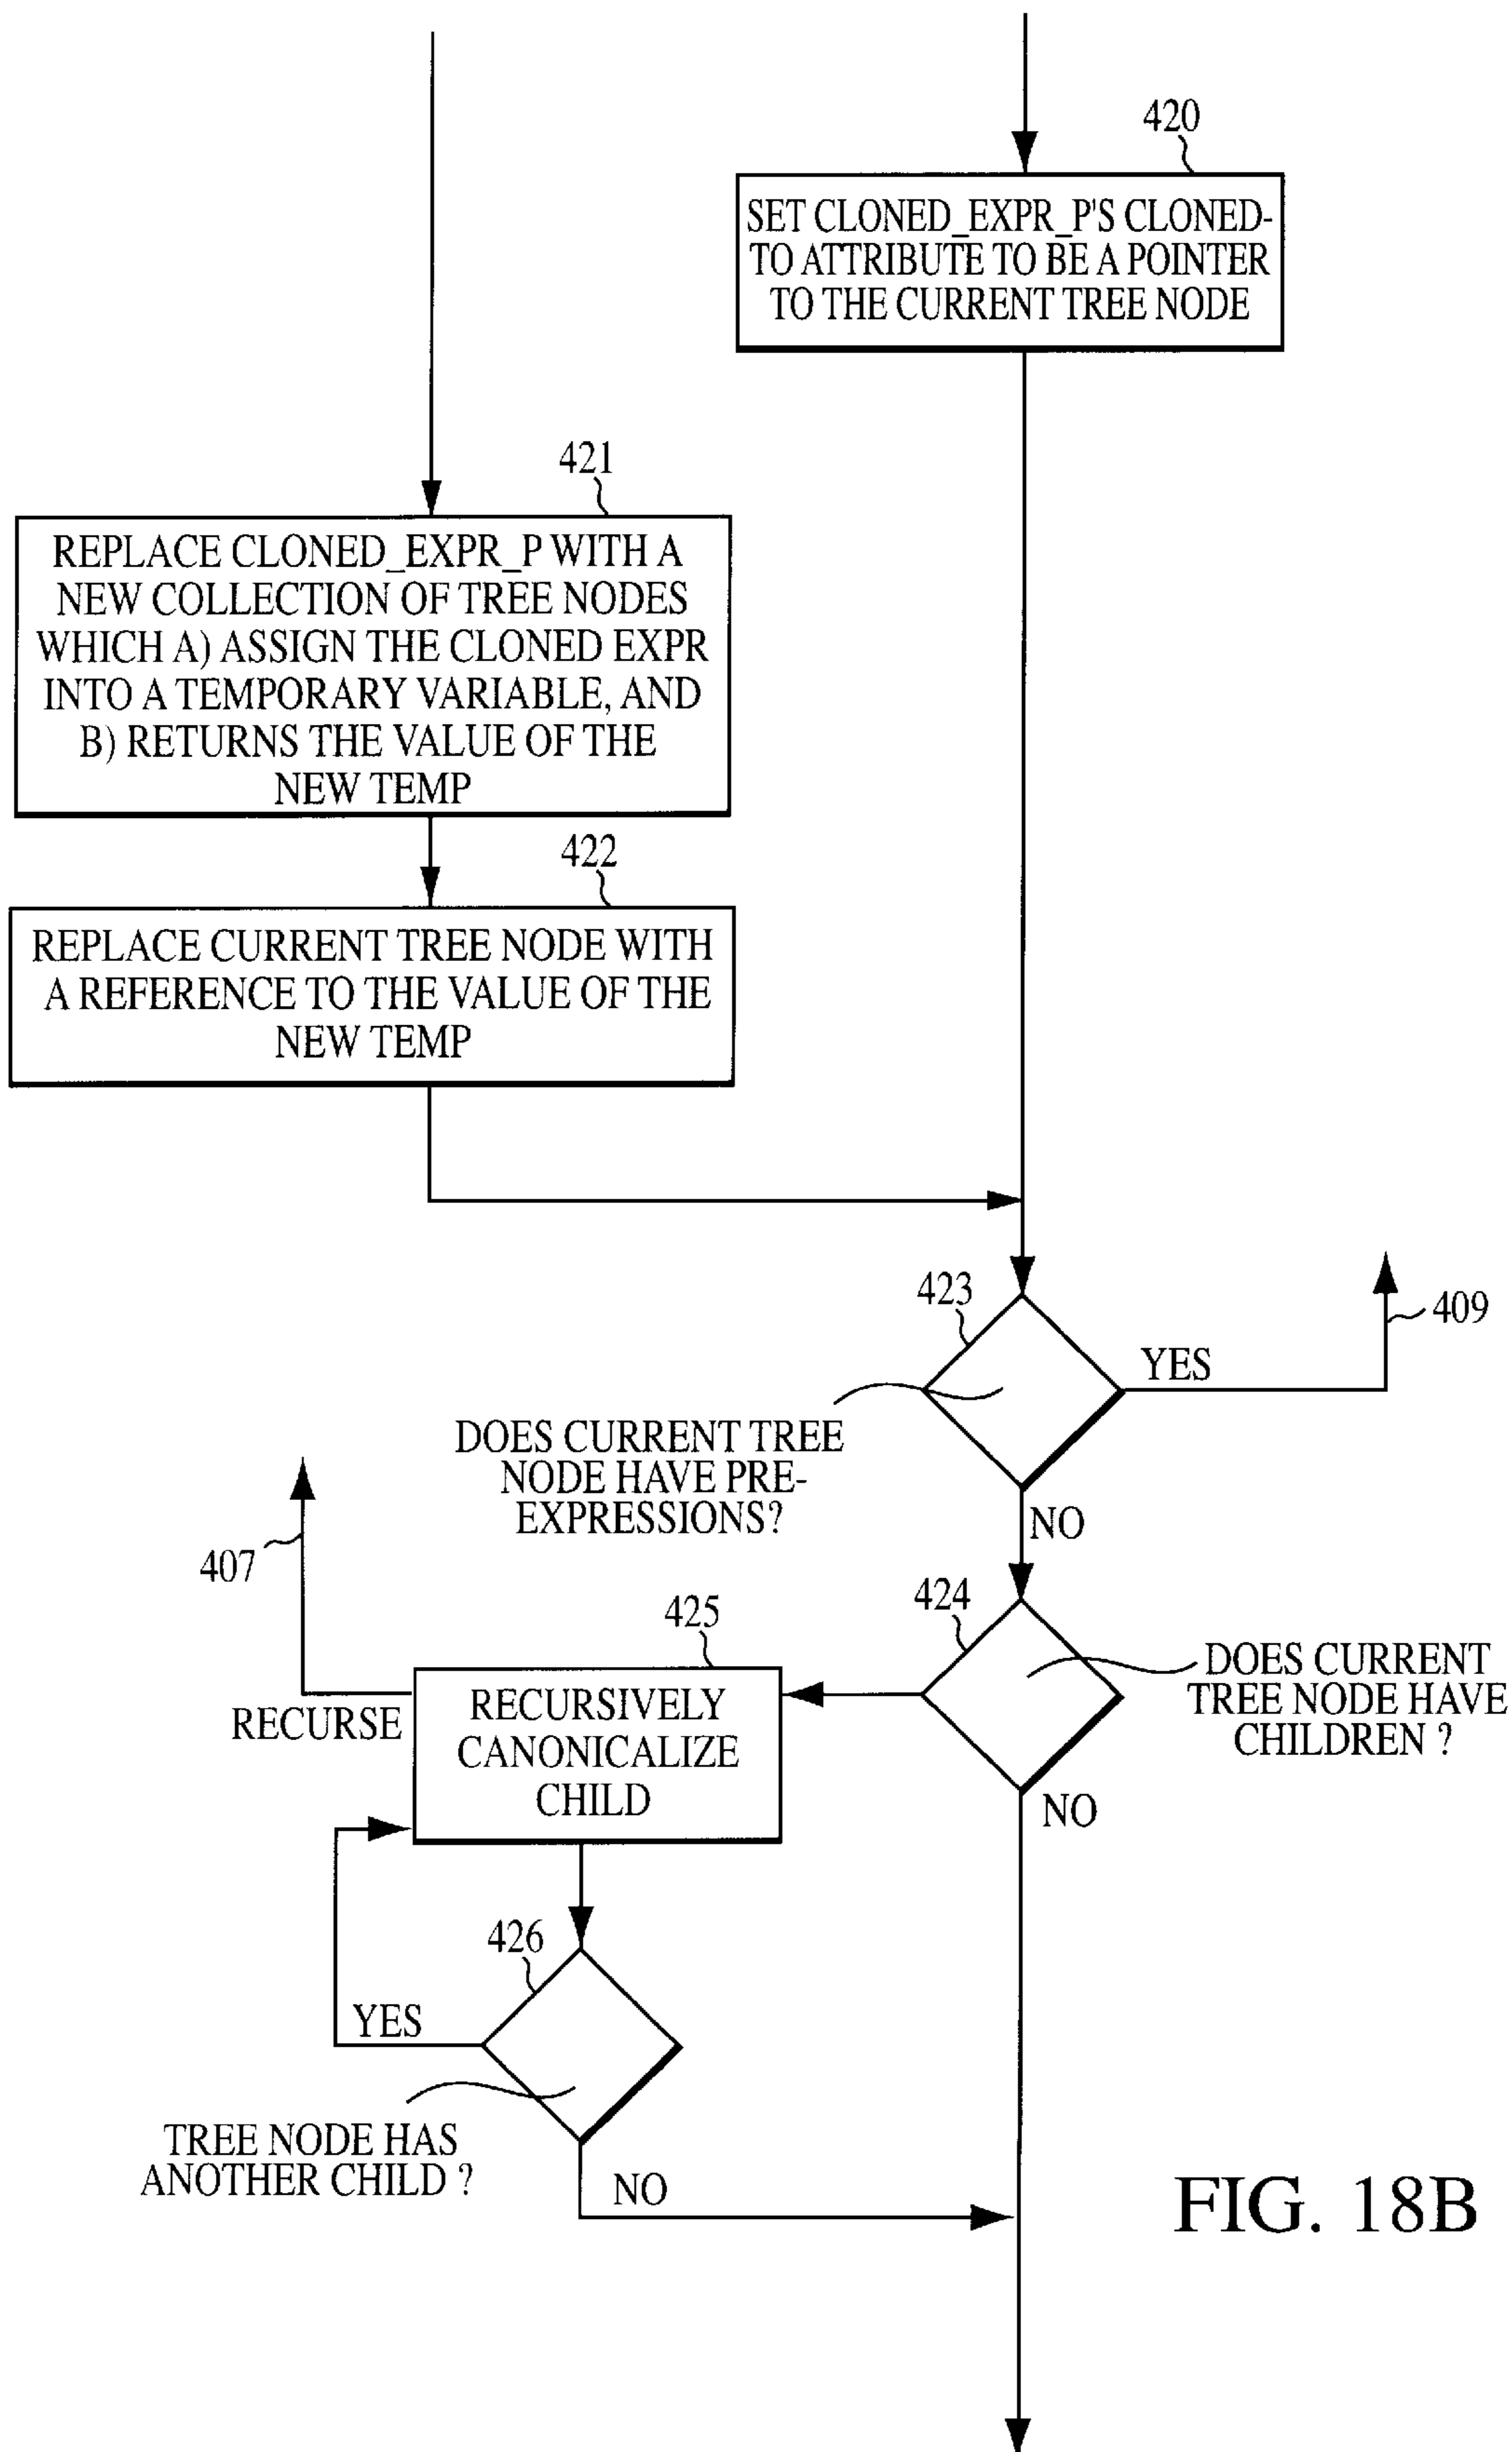 420
SET CLONED_EXPR_P'S CLONED-
TO ATTRIBUTE TO BE A POINTER
TO THE CURRENT TREE NODE
421
REPLACE CLONED_EXPR_P WITH A
NEW COLLECTION OF TREE NODES
WHICH A) ASSIGN THE CLONED EXPR
INTO A TEMPORARY VARIABLE, AND
B) RETURNS THE VALUE OF THE
NEW TEMP
422
REPLACE CURRENT TREE NODE WITH
A REFERENCE TO THE VALUE OF THE
NEW TEMP
423
409
YES
DOES CURRENT TREE
NODE HAVE PRE-
EXPRESSIONS?
NO
407
424
425
DOES CURRENT
TREE NODE HAVE
CHILDREN ?
RECURSE
RECURSIVELY
CANONICALIZE
CHILD
NO
426
YES
TREE NODE HAS
ANOTHER CHILD ?
NO
FIG. 18B